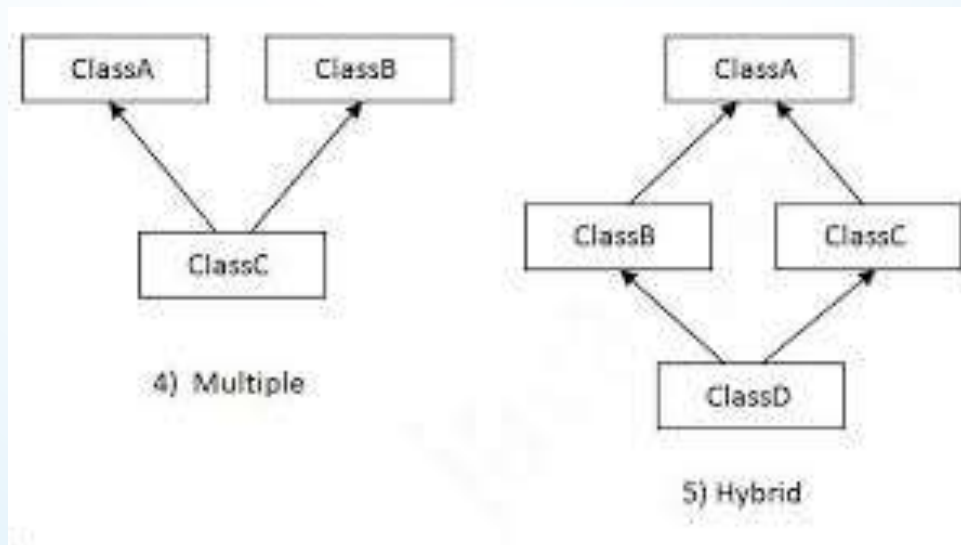 ClassA
ClassB
ClassC
4) Multiple
ClassA
ClassB
ClassC
ClassD
5) Hybrid